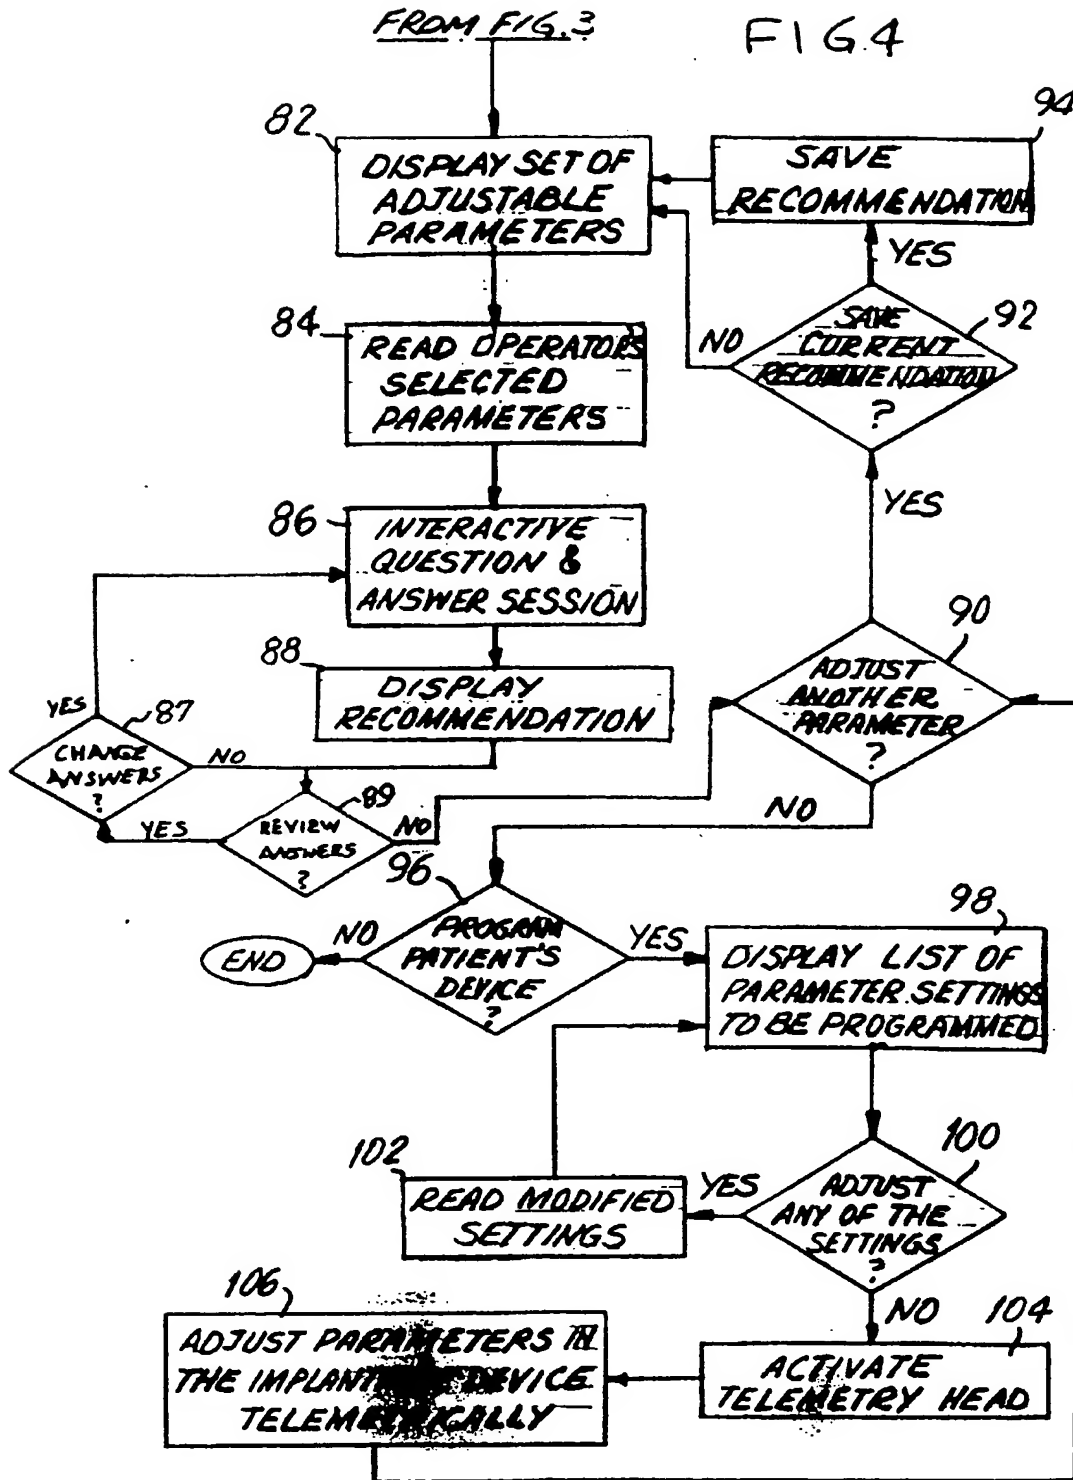 FROM FIG. 3
FIG. 4
82
DISPLAY SET OF
ADJUSTABLE
PARAMETERS
94
SAVE
RECOMMENDATION
YES
84
READ OPERATORS
SELECTED
PARAMETERS
NO
92
SAVE
CURRENT
RECOMMENDATION
?
YES
86
INTERACTIVE
QUESTION &
ANSWER SESSION
88
DISPLAY
RECOMMENDATION
90
ADJUST
ANOTHER
PARAMETER
?
YES
87
CHANGE
ANSWERS
?
NO
YES
89
REVIEW
ANSWERS
?
NO
NO
96
PROGRAM
PATIENT'S
DEVICE
?
NO
END
YES
98
DISPLAY LIST OF
PARAMETER SETTINGS
TO BE PROGRAMMED
100
ADJUST
ANY OF THE
SETTINGS
?
YES
102
READ MODIFIED
SETTINGS
NO
104
ACTIVATE
TELEMETRY HEAD
106
ADJUST PARAMETERS IN
THE DEVICE
TELEMETRICALLY